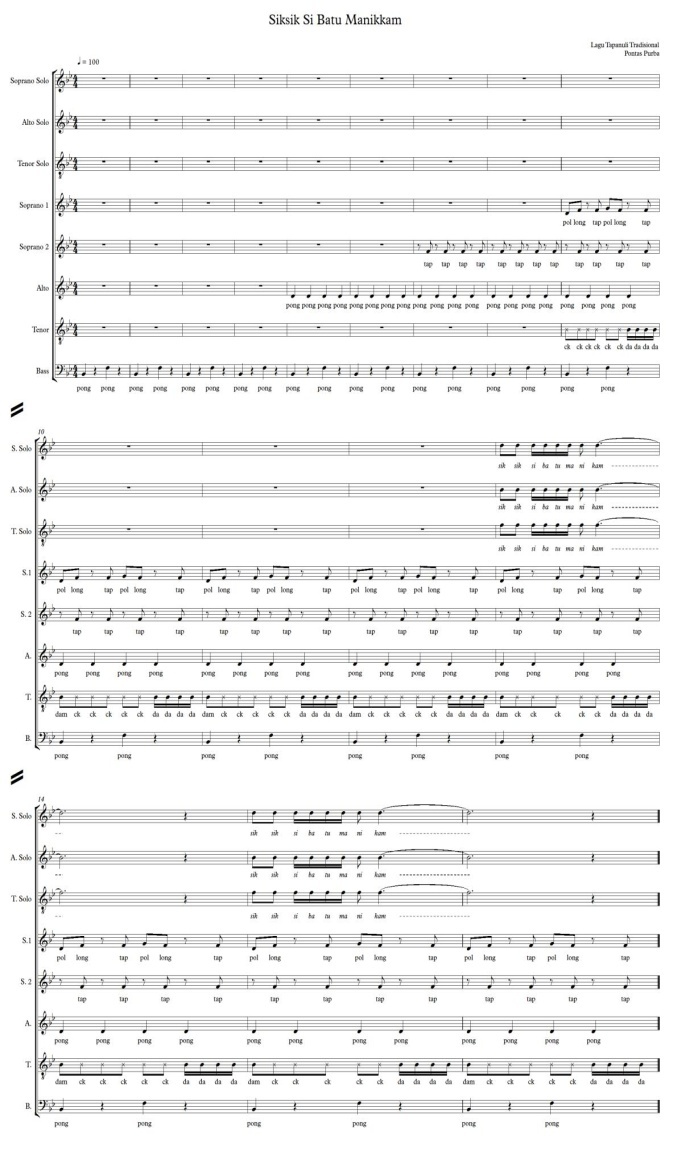 Siksik Si Batu Manikkam
Lagu Tapanuli Tradisional
Pontas Purba
♩ = 100
Soprano Solo
Alto Solo
Tenor Solo
Soprano 1
pol long tap pol long tap
Soprano 2
tap tap tap tap tap tap tap tap tap tap tap tap
Alto
pong pong pong pong pong pong pong pong pong pong pong pong pong pong pong pong pong pong pong pong
Tenor
ck ck ck ck ck ck da da da da
Bass
pong pong pong pong pong pong pong pong pong pong pong pong pong pong pong pong pong pong
10
S. Solo
sik sik si ba tu ma ni kam
A. Solo
sik sik si ba tu ma ni kam
T. Solo
sik sik si ba tu ma ni kam
S.1
pol long tap pol long tap pol long tap pol long tap pol long tap pol long tap pol long tap pol long tap
S. 2
tap tap tap tap tap tap tap tap tap tap tap tap tap tap tap tap
A.
pong pong pong pong pong pong pong pong pong pong pong pong pong pong pong pong
T.
dam ck ck ck ck ck da da da da dam ck ck ck ck ck da da da da dam ck ck ck ck ck da da da da dam ck ck ck ck da da da da
B.
pong pong pong pong pong pong pong pong
14
S. Solo
sik sik si ba tu ma ni kam
A. Solo
sik sik si ba tu ma ni kam
T. Solo
sik sik si ba tu ma ni kam
S.1
pol long tap pol long tap pol long tap pol long tap pol long tap pol long tap
S. 2
tap tap tap tap tap tap tap tap tap tap tap tap
A.
pong pong pong pong pong pong pong pong pong pong pong pong
T.
dam ck ck ck ck ck da da da da dam ck ck ck ck da da da da dam ck ck ck ck ck da da da da
B.
pong pong pong pong pong pong